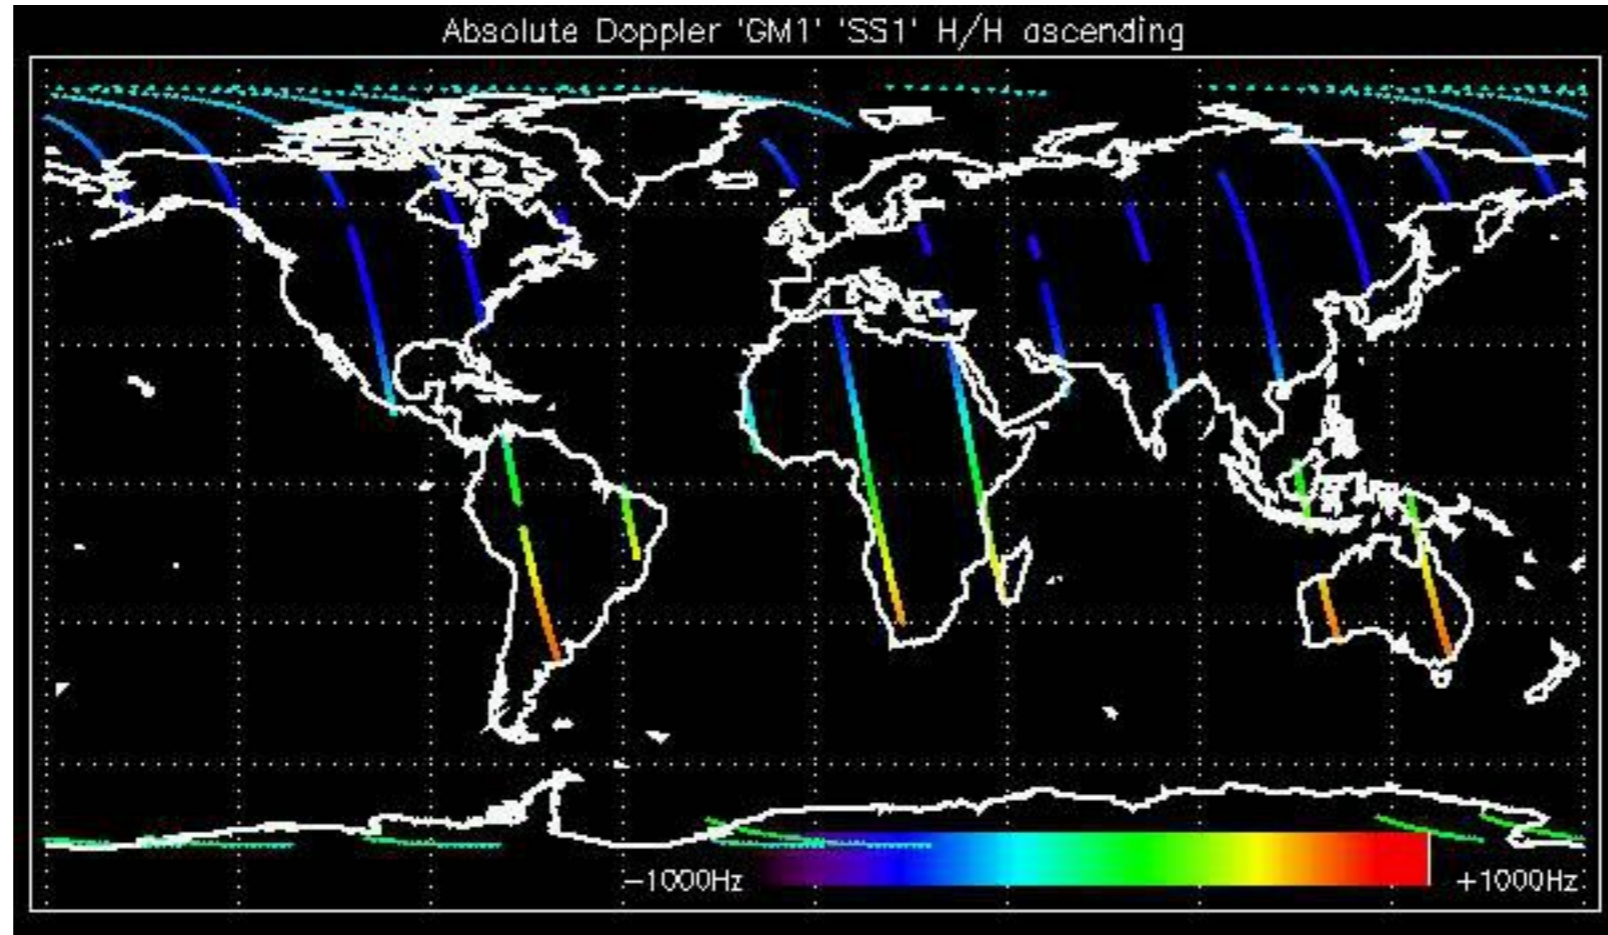 Absolute Doppler 'GM1' 'SS1' H/H ascending
−1000Hz +1000Hz